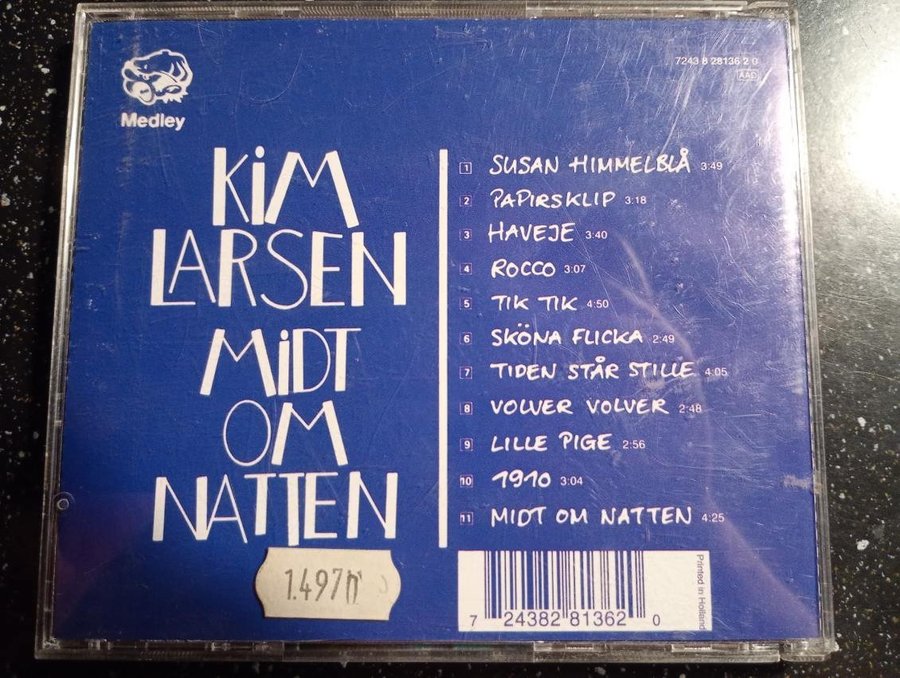 Medley
7243 8 28136 2 0
AAD
KiM
LARSEN
MiDT
OM
NATTEN
1 SUSAN HIMMELBLÅ 3:49
2 PAPIRSKLIP 3:18
3 HAVEJE 3:40
4 ROCCO 3:07
5 TIK TIK 4:50
6 SKÖNA FLICKA 2:49
7 TIDEN STÅR STILLE 4:05
8 VOLVER VOLVER 2:48
9 LILLE PIGE 2:56
10 1910 3:04
11 MIDT OM NATTEN 4:25
7 24382 81362 0
Printed in Holland